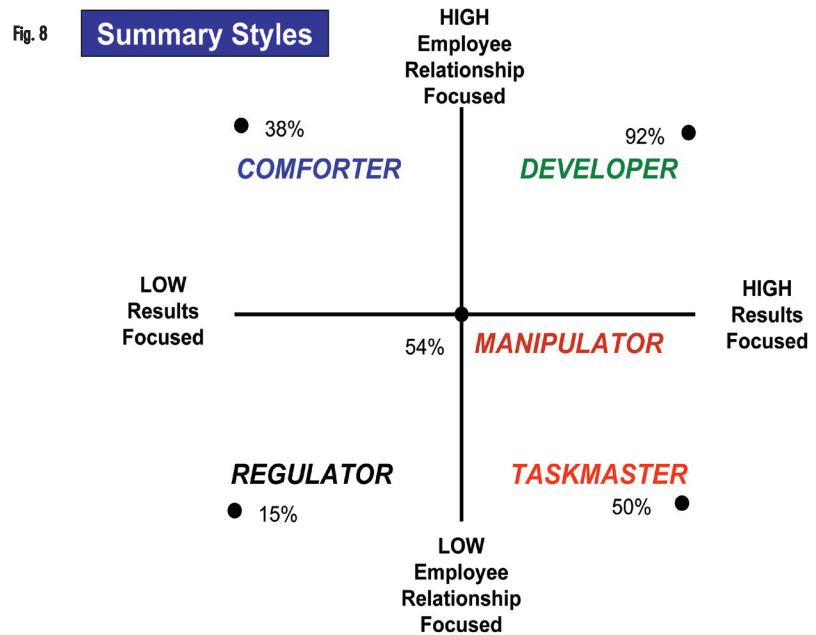 Fig. 8
Summary Styles
HIGH
Employee
Relationship
Focused
38%
COMFORTER
92%
DEVELOPER
LOW
Results
Focused
HIGH
Results
Focused
54%
MANIPULATOR
REGULATOR
15%
TASKMASTER
50%
LOW
Employee
Relationship
Focused